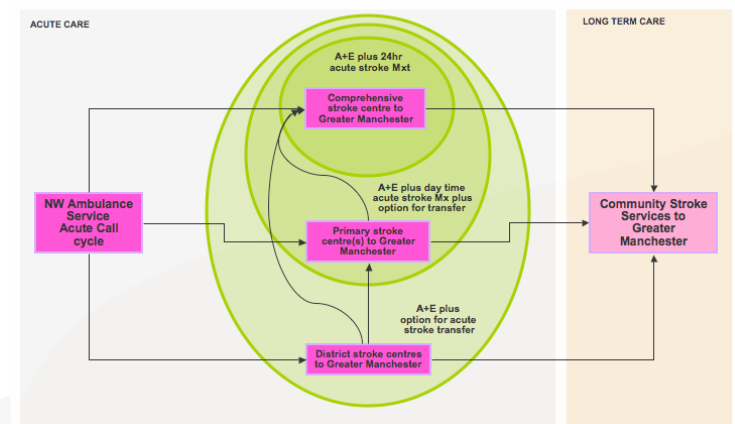 ACUTE CARE
LONG TERM CARE
A+E plus 24hr
acute stroke Mxt
Comprehensive
stroke centre to
Greater Manchester
A+E plus day time
acute stroke Mx plus
option for transfer
NW Ambulance
Service
Acute Call
cycle
Primary stroke
centre(s) to Greater
Manchester
Community Stroke
Services to
Greater
Manchester
A+E plus
option for acute
stroke transfer
District stroke centres
to Greater Manchester